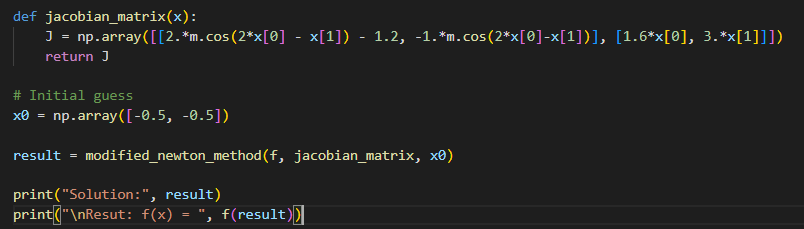 def jacobian_matrix(x):
    J = np.array([[2.*m.cos(2*x[0] - x[1]) - 1.2, -1.*m.cos(2*x[0]-x[1])], [1.6*x[0], 3.*x[1]]])
    return J
# Initial guess
x0 = np.array([-0.5, -0.5])
result = modified_newton_method(f, jacobian_matrix, x0)
print("Solution:", result)
print("\nResut: f(x) = ", f(result))